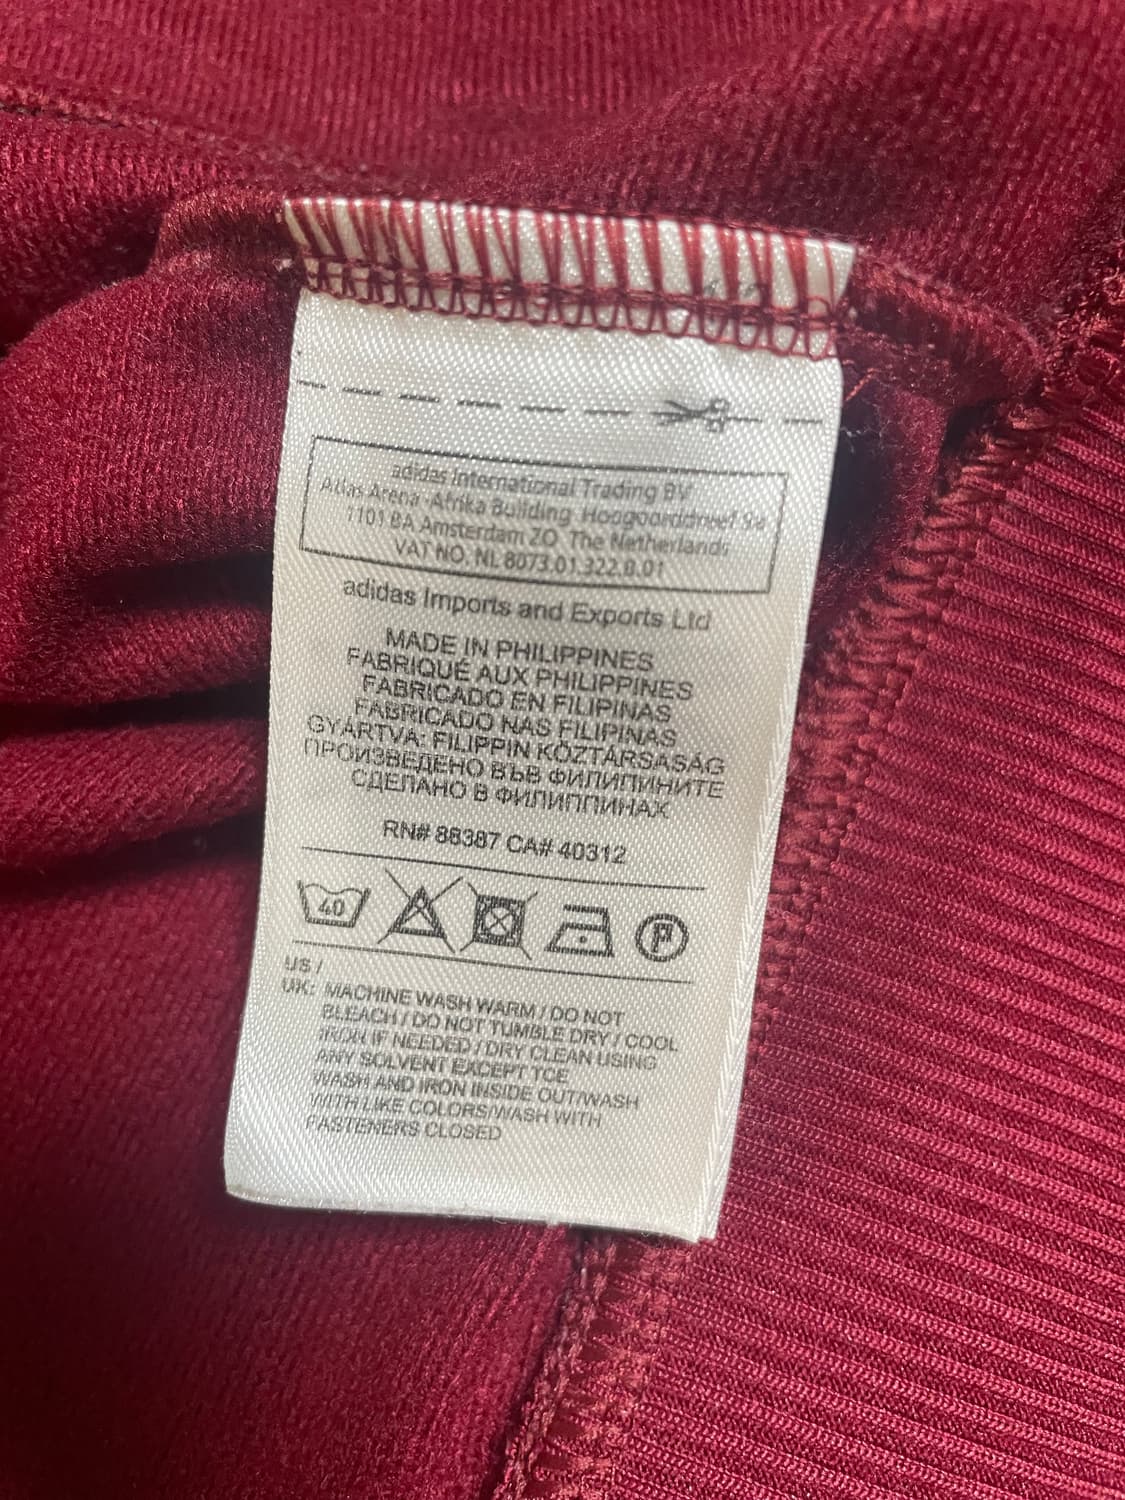 adidas International Trading BV
Atlas Arena -Afrika Building Hoogoorddreef 9a
1101 BA Amsterdam ZO The Netherlands
VAT NO. NL 8073.01.322.B.01
adidas Imports and Exports Ltd
MADE IN PHILIPPINES
FABRIQUÉ AUX PHILIPPINES
FABRICADO EN FILIPINAS
FABRICADO NAS FILIPINAS
GYÁRTVA: FILIPPIN KÖZTÁRSASÁG
ПРОИЗВЕДЕНО ВЪВ ФИЛИПИНИТЕ
СДЕЛАНО В ФИЛИППИНАХ
RN# 88387 CA# 40312
40 P
US /
UK: MACHINE WASH WARM / DO NOT
BLEACH / DO NOT TUMBLE DRY / COOL
IRON IF NEEDED / DRY CLEAN USING
ANY SOLVENT EXCEPT TCE
WASH AND IRON INSIDE OUT/WASH
WITH LIKE COLORS/WASH WITH
FASTENERS CLOSED